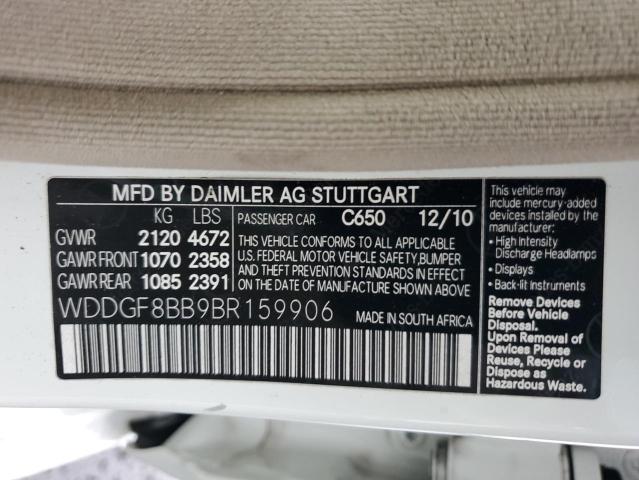 MFD BY DAIMLER AG STUTTGART
KG LBS PASSENGER CAR C650 12/10
GVWR 2120 4672
GAWR FRONT 1070 2358
GAWR REAR 1085 2391
THIS VEHICLE CONFORMS TO ALL APPLICABLE
U.S. FEDERAL MOTOR VEHICLE SAFETY, BUMPER
AND THEFT PREVENTION STANDARDS IN EFFECT
ON THE DATE OF MANUFACTURE SHOWN ABOVE
WDDGF8BB9BR159906
MADE IN SOUTH AFRICA
This vehicle may
include mercury-added
devices installed by the
manufacturer:
• High Intensity
Discharge Headlamps
• Displays
• Back-lit Instruments
Remove Devices
Before Vehicle
Disposal.
Upon Removal of
Devices Please
Reuse, Recycle or
Dispose as
Hazardous Waste.